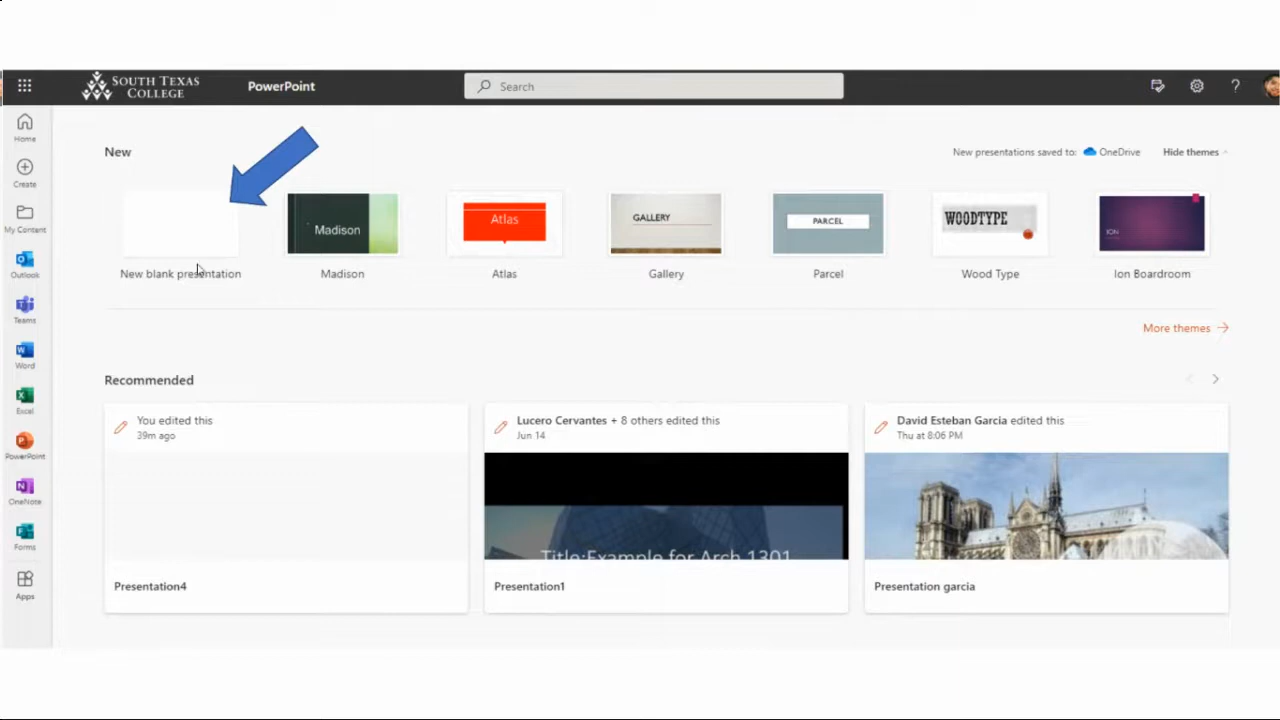 SOUTH TEXAS
COLLEGE
PowerPoint
Search
?
Home
Create
My Content
Outlook
Teams
Word
Excel
PowerPoint
OneNote
Forms
Apps
New
New presentations saved to: OneDrive
Hide themes
Madison
Atlas
GALLERY
PARCEL
WOODTYPE
ION
New blank presentation
Madison
Atlas
Gallery
Parcel
Wood Type
Ion Boardroom
More themes
Recommended
You edited this
39m ago
Presentation4
Lucero Cervantes + 8 others edited this
Jun 14
Title:Example for Arch 1301
Presentation1
David Esteban Garcia edited this
Thu at 8:06 PM
Presentation garcia